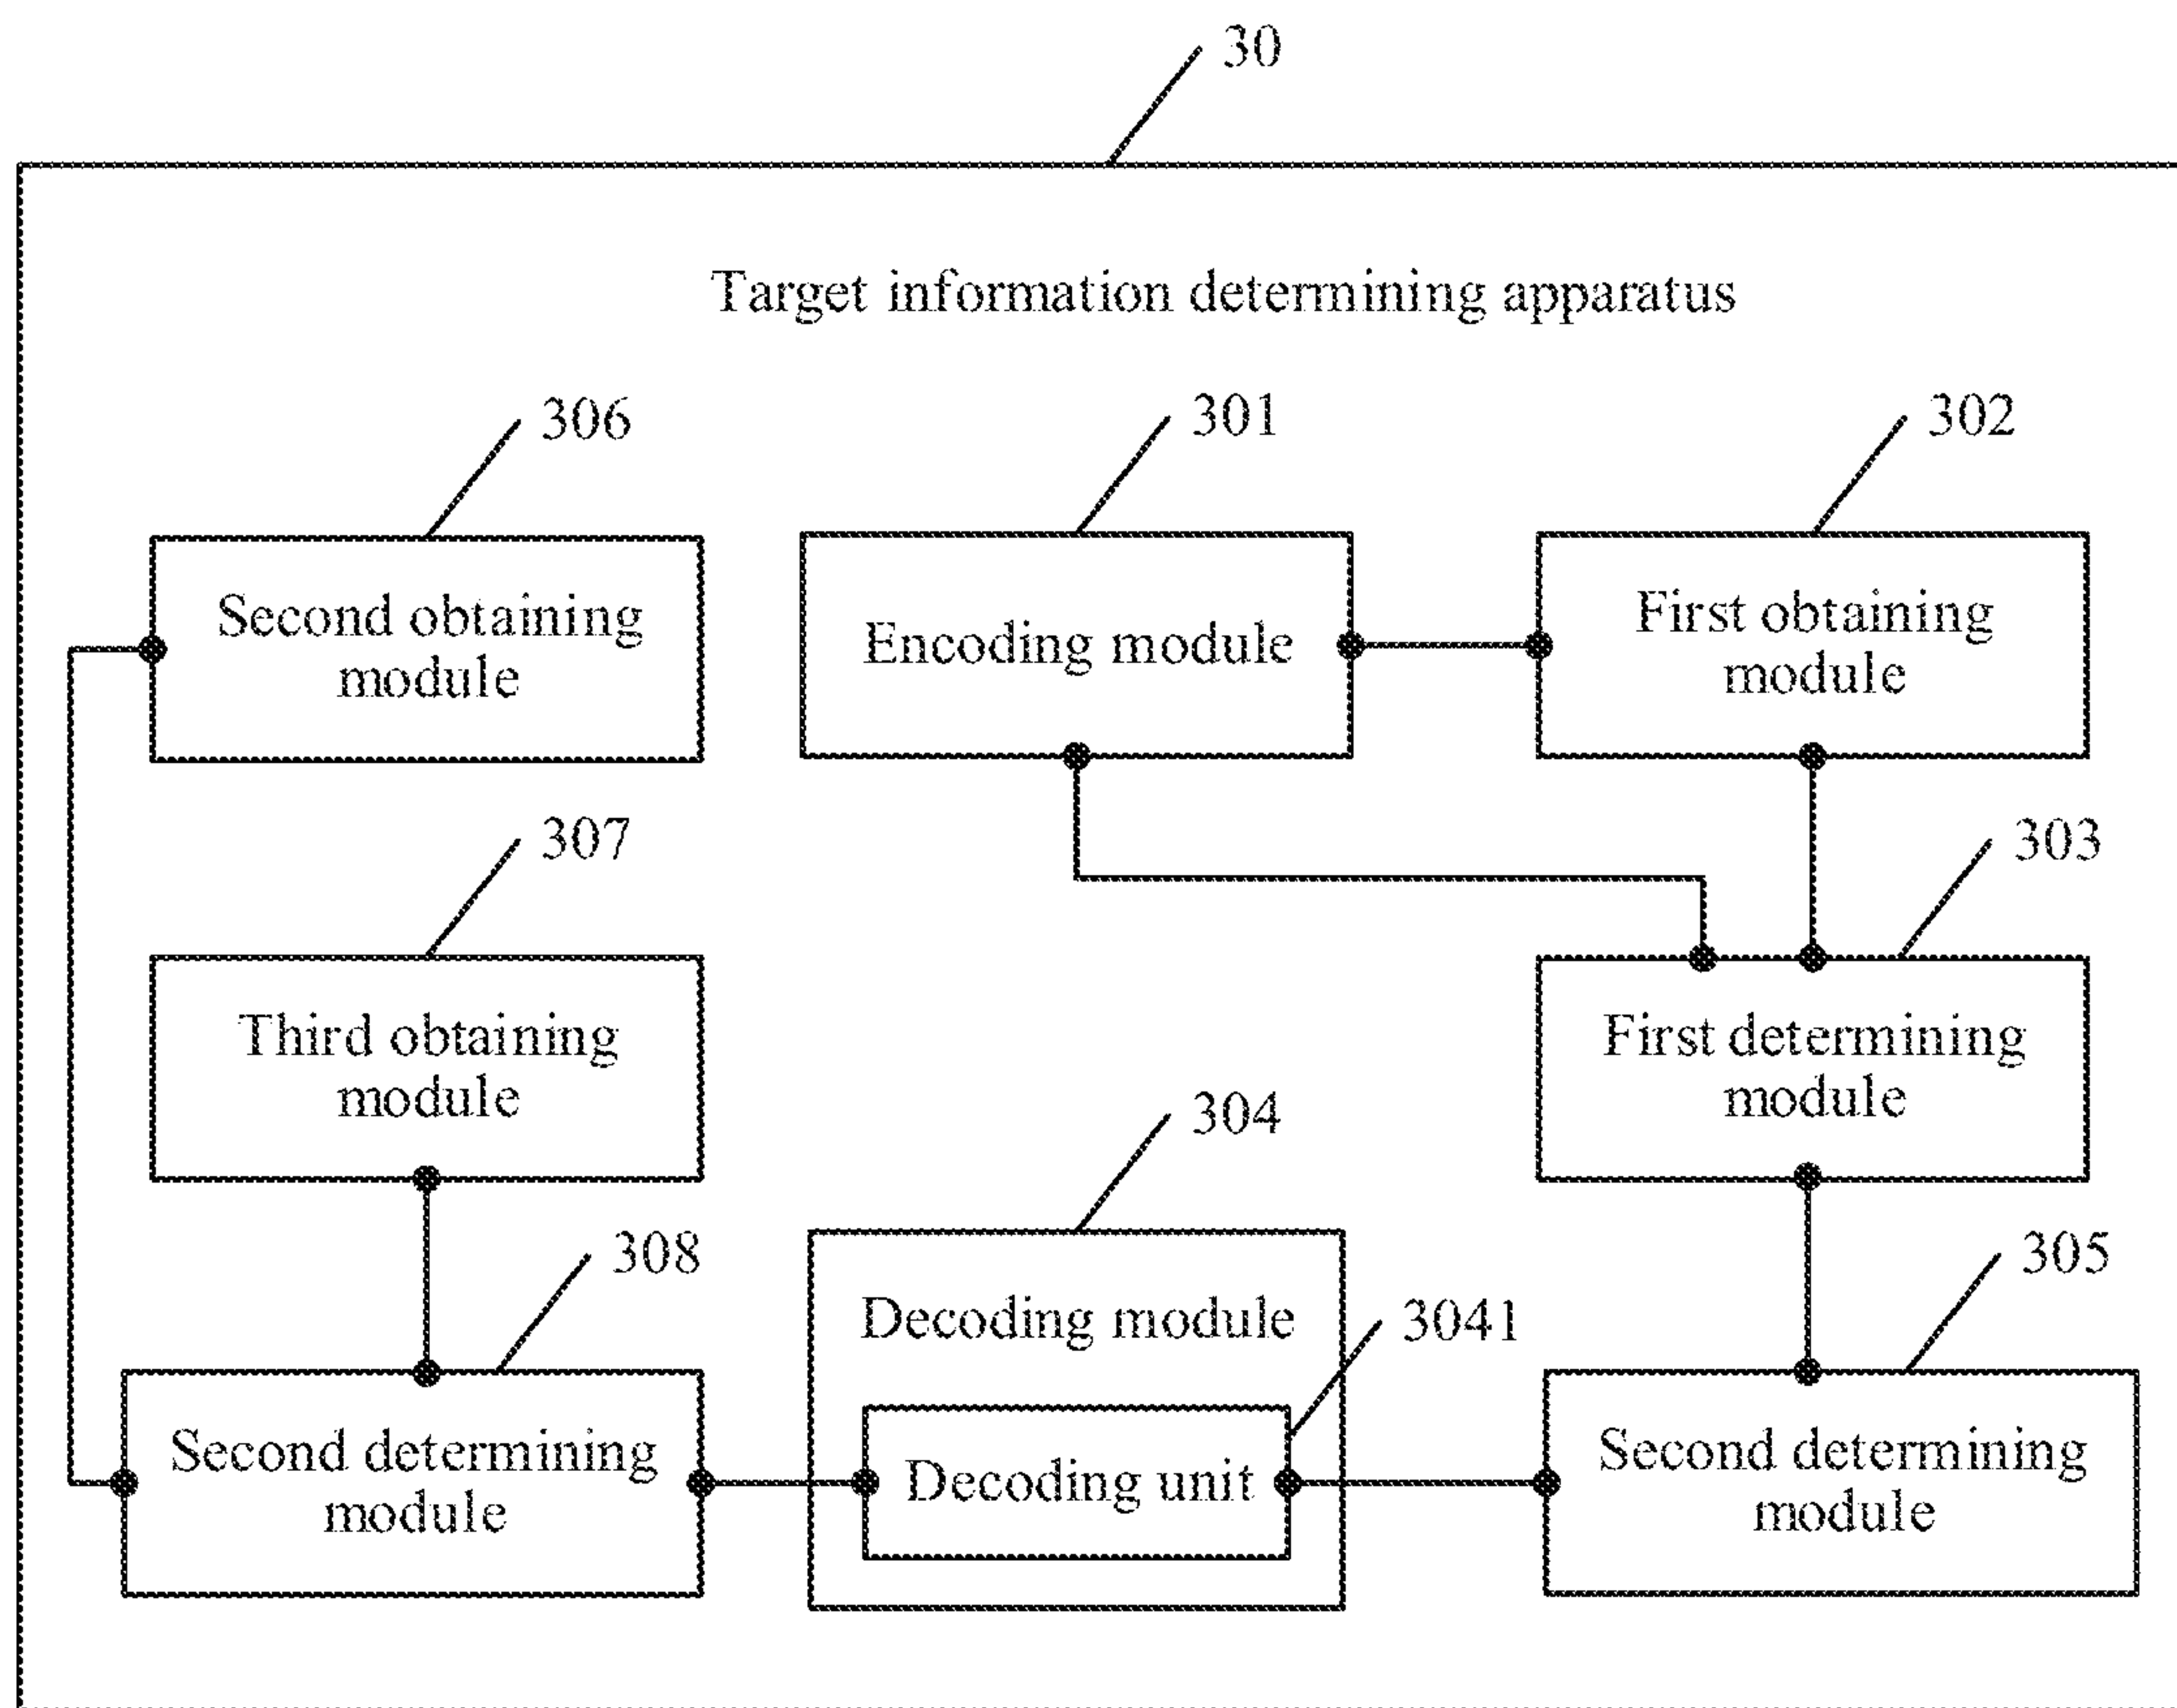 30
Target information determining apparatus
306
301
302
Second obtaining
module
Encoding module
First obtaining
module
307
303
Third obtaining
module
First determining
module
304
308
305
Decoding module
3041
Second determining
module
Decoding unit
Second determining
module